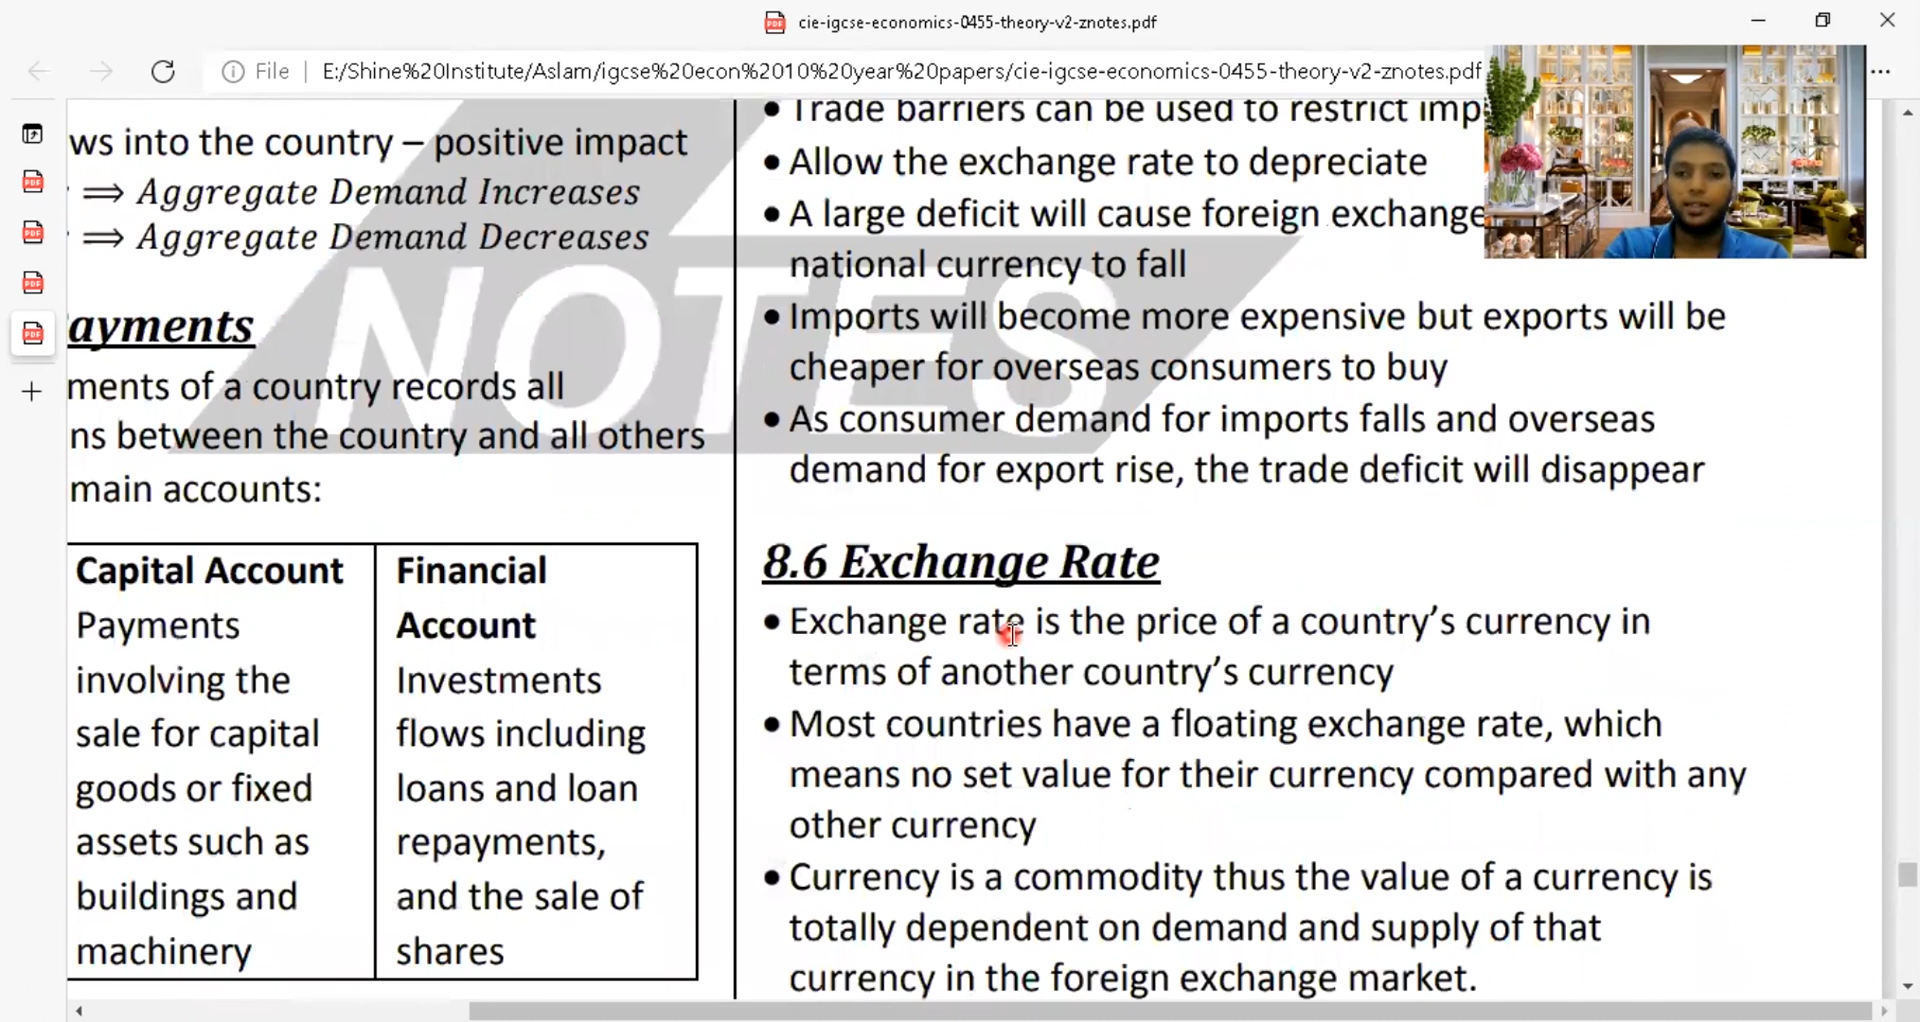 cie-igcse-economics-0455-theory-v2-znotes.pdf
File
E:/Shine%20Institute/Aslam/igcse%20econ%2010%20year%20papers/cie-igcse-economics-0455-theory-v2-znotes.pdf
ws into the country – positive impact
⟹ Aggregate Demand Increases
⟹ Aggregate Demand Decreases
ayments
ments of a country records all
ns between the country and all others
main accounts:
Capital Account
Payments
involving the
sale for capital
goods or fixed
assets such as
buildings and
machinery
Financial
Account
Investments
flows including
loans and loan
repayments,
and the sale of
shares
• Trade barriers can be used to restrict imp
• Allow the exchange rate to depreciate
• A large deficit will cause foreign exchange
national currency to fall
• Imports will become more expensive but exports will be
cheaper for overseas consumers to buy
• As consumer demand for imports falls and overseas
demand for export rise, the trade deficit will disappear
8.6 Exchange Rate
• Exchange rate is the price of a country’s currency in
terms of another country’s currency
• Most countries have a floating exchange rate, which
means no set value for their currency compared with any
other currency
• Currency is a commodity thus the value of a currency is
totally dependent on demand and supply of that
currency in the foreign exchange market.
NOTES
PDF
PDF
PDF
PDF
PDF